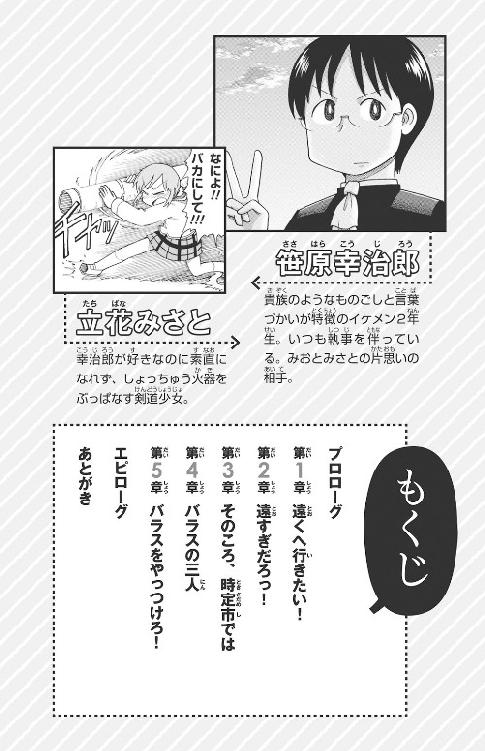 なによ!!
バカにして!!!
ギャッ
笹原幸治郎
貴族のようなものごしと言葉
づかいが特徴のイケメン2年
生。いつも執事を伴ってい
る。みおとみさとの片思いの
相手。
立花みさと
幸治郎が好きなのに素直に
なれず、しょっちゅう火器を
ぶっぱなす剣道少女。
もくじ
プロローグ
第1章 遠くへ行きたい!
第2章 遠すぎだろっ!
第3章 そのころ、時定市では
第4章 バラスの三人
第5章 バラスをやっつけろ!
エピローグ
あとがき